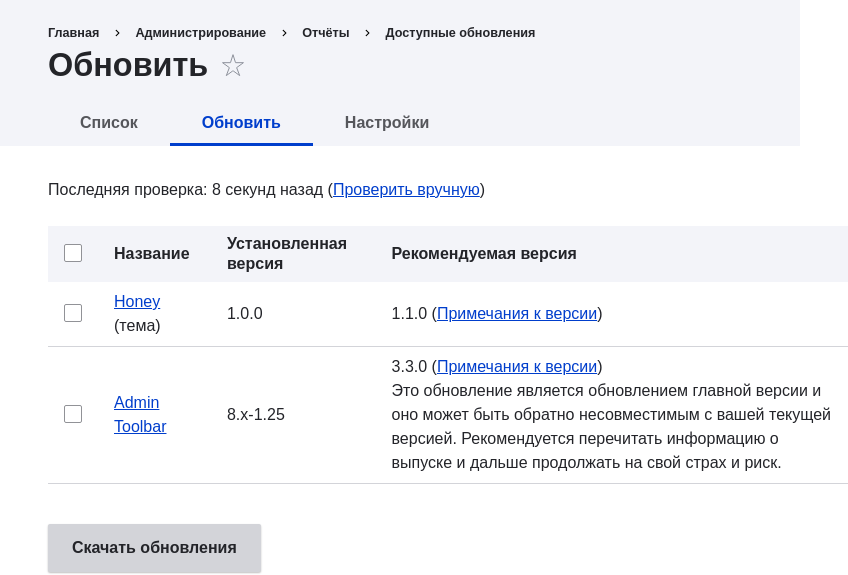 Главная › Администрирование › Отчёты › Доступные обновления
Обновить ☆
Список Обновить Настройки
Последняя проверка: 8 секунд назад (Проверить вручную)
Название Установленная версия Рекомендуемая версия
Honey (тема) 1.0.0 1.1.0 (Примечания к версии)
Admin Toolbar 8.x-1.25 3.3.0 (Примечания к версии)
Это обновление является обновлением главной версии и
оно может быть обратно несовместимым с вашей текущей
версией. Рекомендуется перечитать информацию о
выпуске и дальше продолжать на свой страх и риск.
Скачать обновления